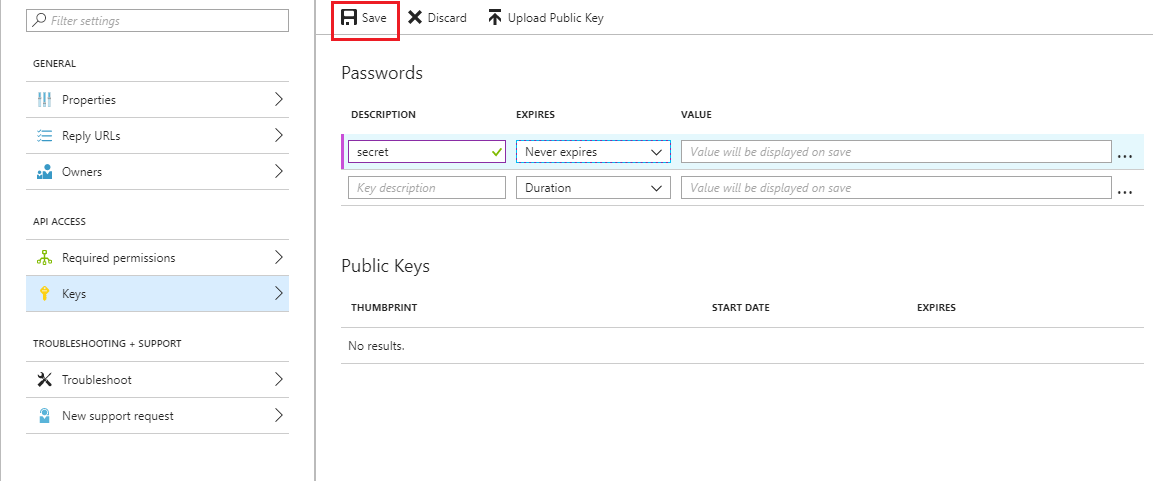 Filter settings
GENERAL
Properties
Reply URLs
Owners
API ACCESS
Required permissions
Keys
TROUBLESHOOTING + SUPPORT
Troubleshoot
New support request
Save Discard Upload Public Key
Passwords
DESCRIPTION EXPIRES VALUE
secret Never expires Value will be displayed on save ...
Key description Duration Value will be displayed on save ...
Public Keys
THUMBPRINT START DATE EXPIRES
No results.